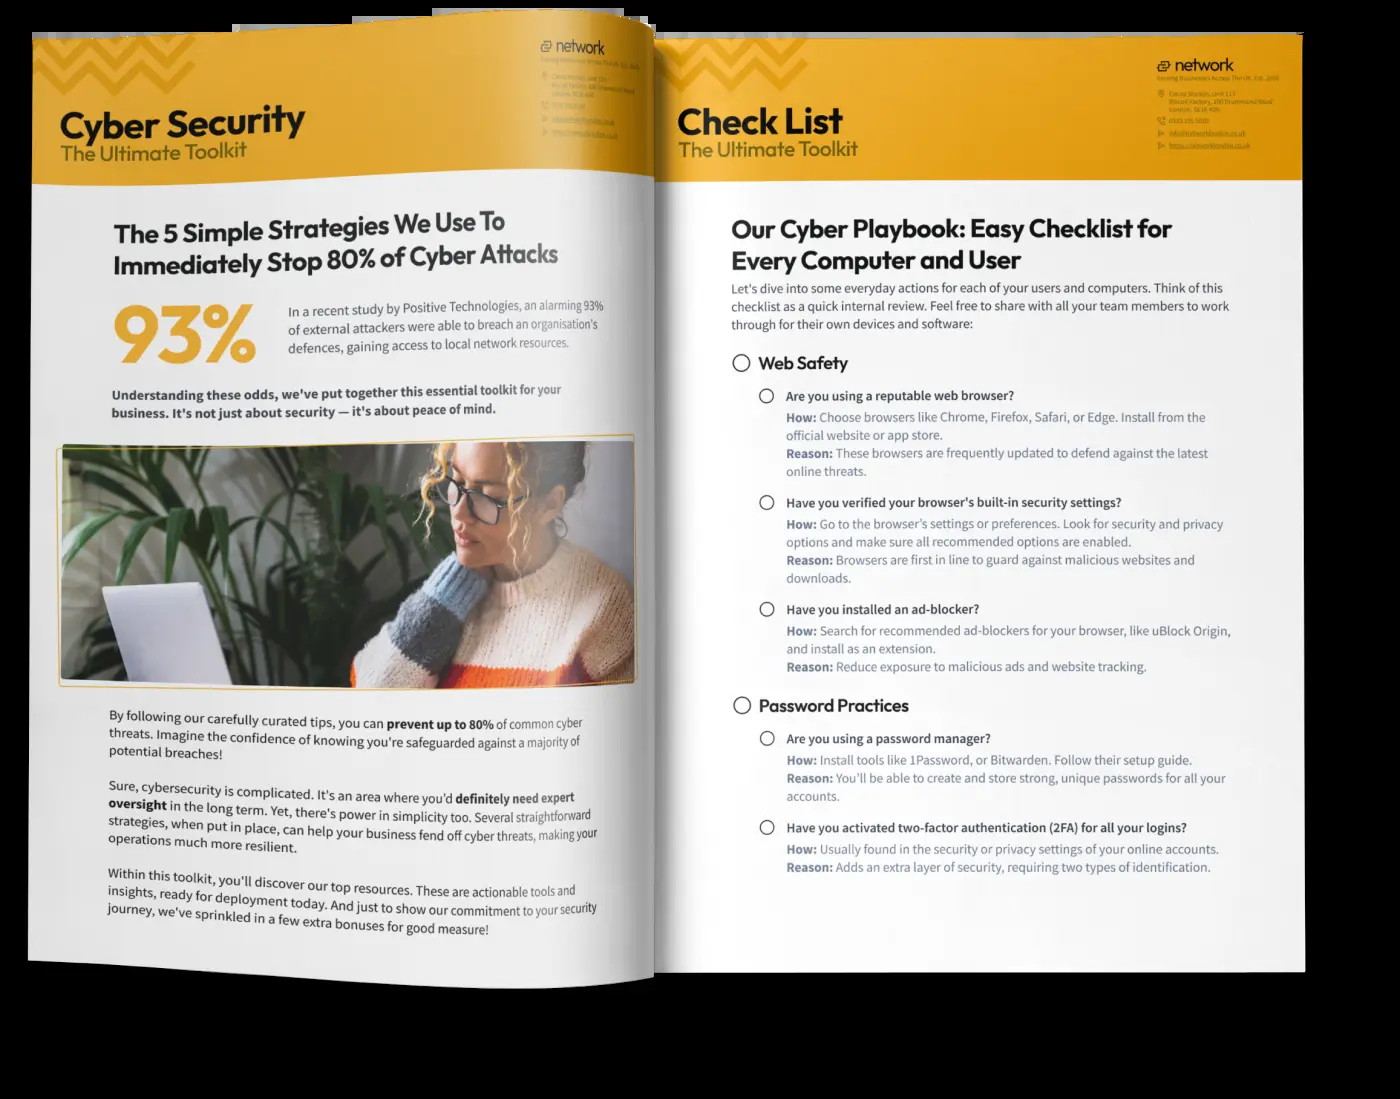 network
Cyber Security
The Ultimate Toolkit
The 5 Simple Strategies We Use To
Immediately Stop 80% of Cyber Attacks
93%
In a recent study by Positive Technologies, an alarming 93%
of external attackers were able to breach an organisation's
defences, gaining access to local network resources.
Understanding these odds, we've put together this essential toolkit for your
business. It's not just about security — it's about peace of mind.
By following our carefully curated tips, you can prevent up to 80% of common cyber
threats. Imagine the confidence of knowing you're safeguarded against a majority of
potential breaches!
Sure, cybersecurity is complicated. It's an area where you'd definitely need expert
oversight in the long term. Yet, there's power in simplicity too. Several straightforward
strategies, when put in place, can help your business fend off cyber threats, making your
operations much more resilient.
Within this toolkit, you'll discover our top resources. These are actionable tools and
insights, ready for deployment today. And just to show our commitment to your security
journey, we've sprinkled in a few extra bonuses for good measure!
network
Serving Businesses Across The UK. Est.
Check List
The Ultimate Toolkit
Our Cyber Playbook: Easy Checklist for
Every Computer and User
Let's dive into some everyday actions for each of your users and computers. Think of this
checklist as a quick internal review. Feel free to share with all your team members to work
through for their own devices and software:
Web Safety
Are you using a reputable web browser?
How: Choose browsers like Chrome, Firefox, Safari, or Edge. Install from the
official website or app store.
Reason: These browsers are frequently updated to defend against the latest
online threats.
Have you verified your browser's built-in security settings?
How: Go to the browser's settings or preferences. Look for security and privacy
options and make sure all recommended options are enabled.
Reason: Browsers are first in line to guard against malicious websites and
downloads.
Have you installed an ad-blocker?
How: Search for recommended ad-blockers for your browser, like uBlock Origin,
and install as an extension.
Reason: Reduce exposure to malicious ads and website tracking.
Password Practices
Are you using a password manager?
How: Install tools like 1Password, or Bitwarden. Follow their setup guide.
Reason: You'll be able to create and store strong, unique passwords for all your
accounts.
Have you activated two-factor authentication (2FA) for all your logins?
How: Usually found in the security or privacy settings of your online accounts.
Reason: Adds an extra layer of security, requiring two types of identification.